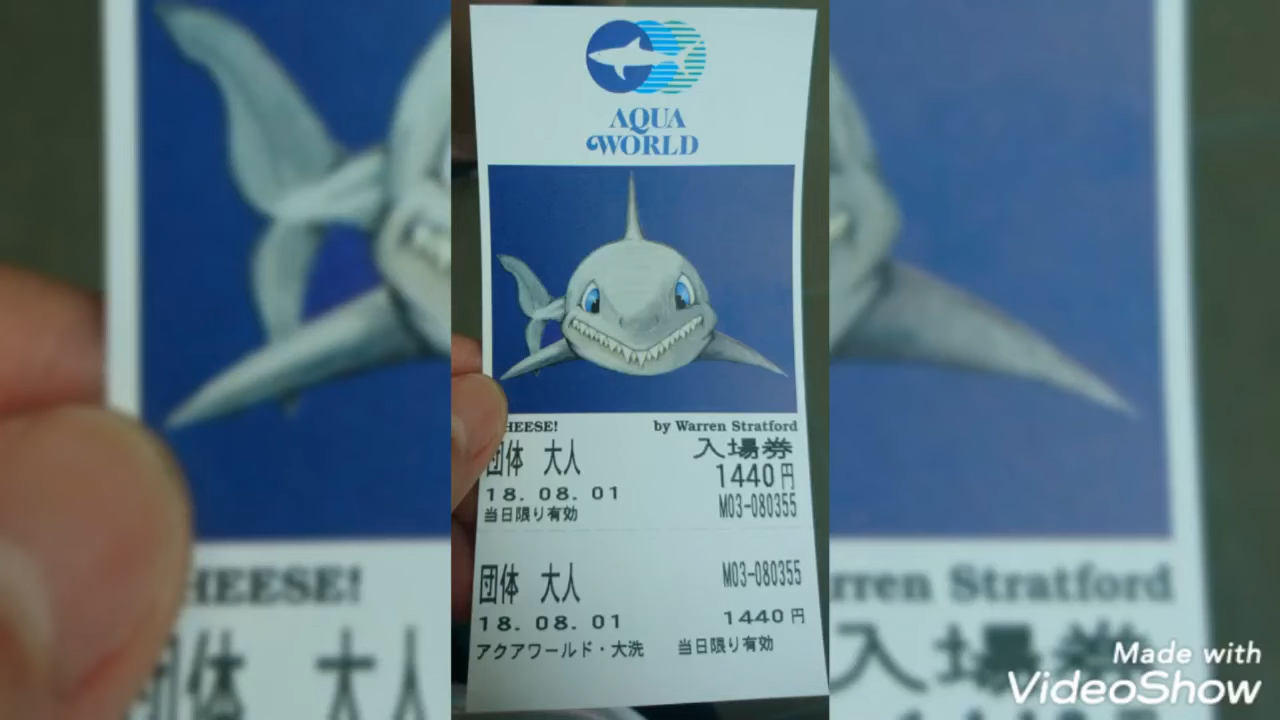 AQUA
WORLD
HEESE! by Warren Stratford
団体 大人 入場券
1440円
18.08.01 M03-080355
当日限り有効
団体 大人 M03-080355
18.08.01 1440円
アクアワールド・大洗 当日限り有効
HEESE!
rren Stratford
団体 大人
入場券
Made with
VideoShow